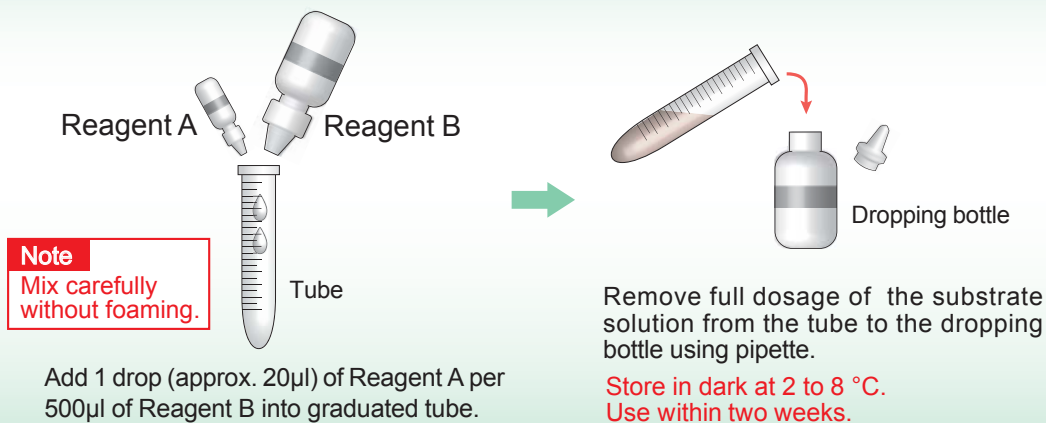 Reagent A
Reagent B
Note
Mix carefully
without foaming.
Tube
Add 1 drop (approx. 20µl) of Reagent A per
500µl of Reagent B into graduated tube.
Dropping bottle
Remove full dosage of the substrate
solution from the tube to the dropping
bottle using pipette.
Store in dark at 2 to 8 °C.
Use within two weeks.